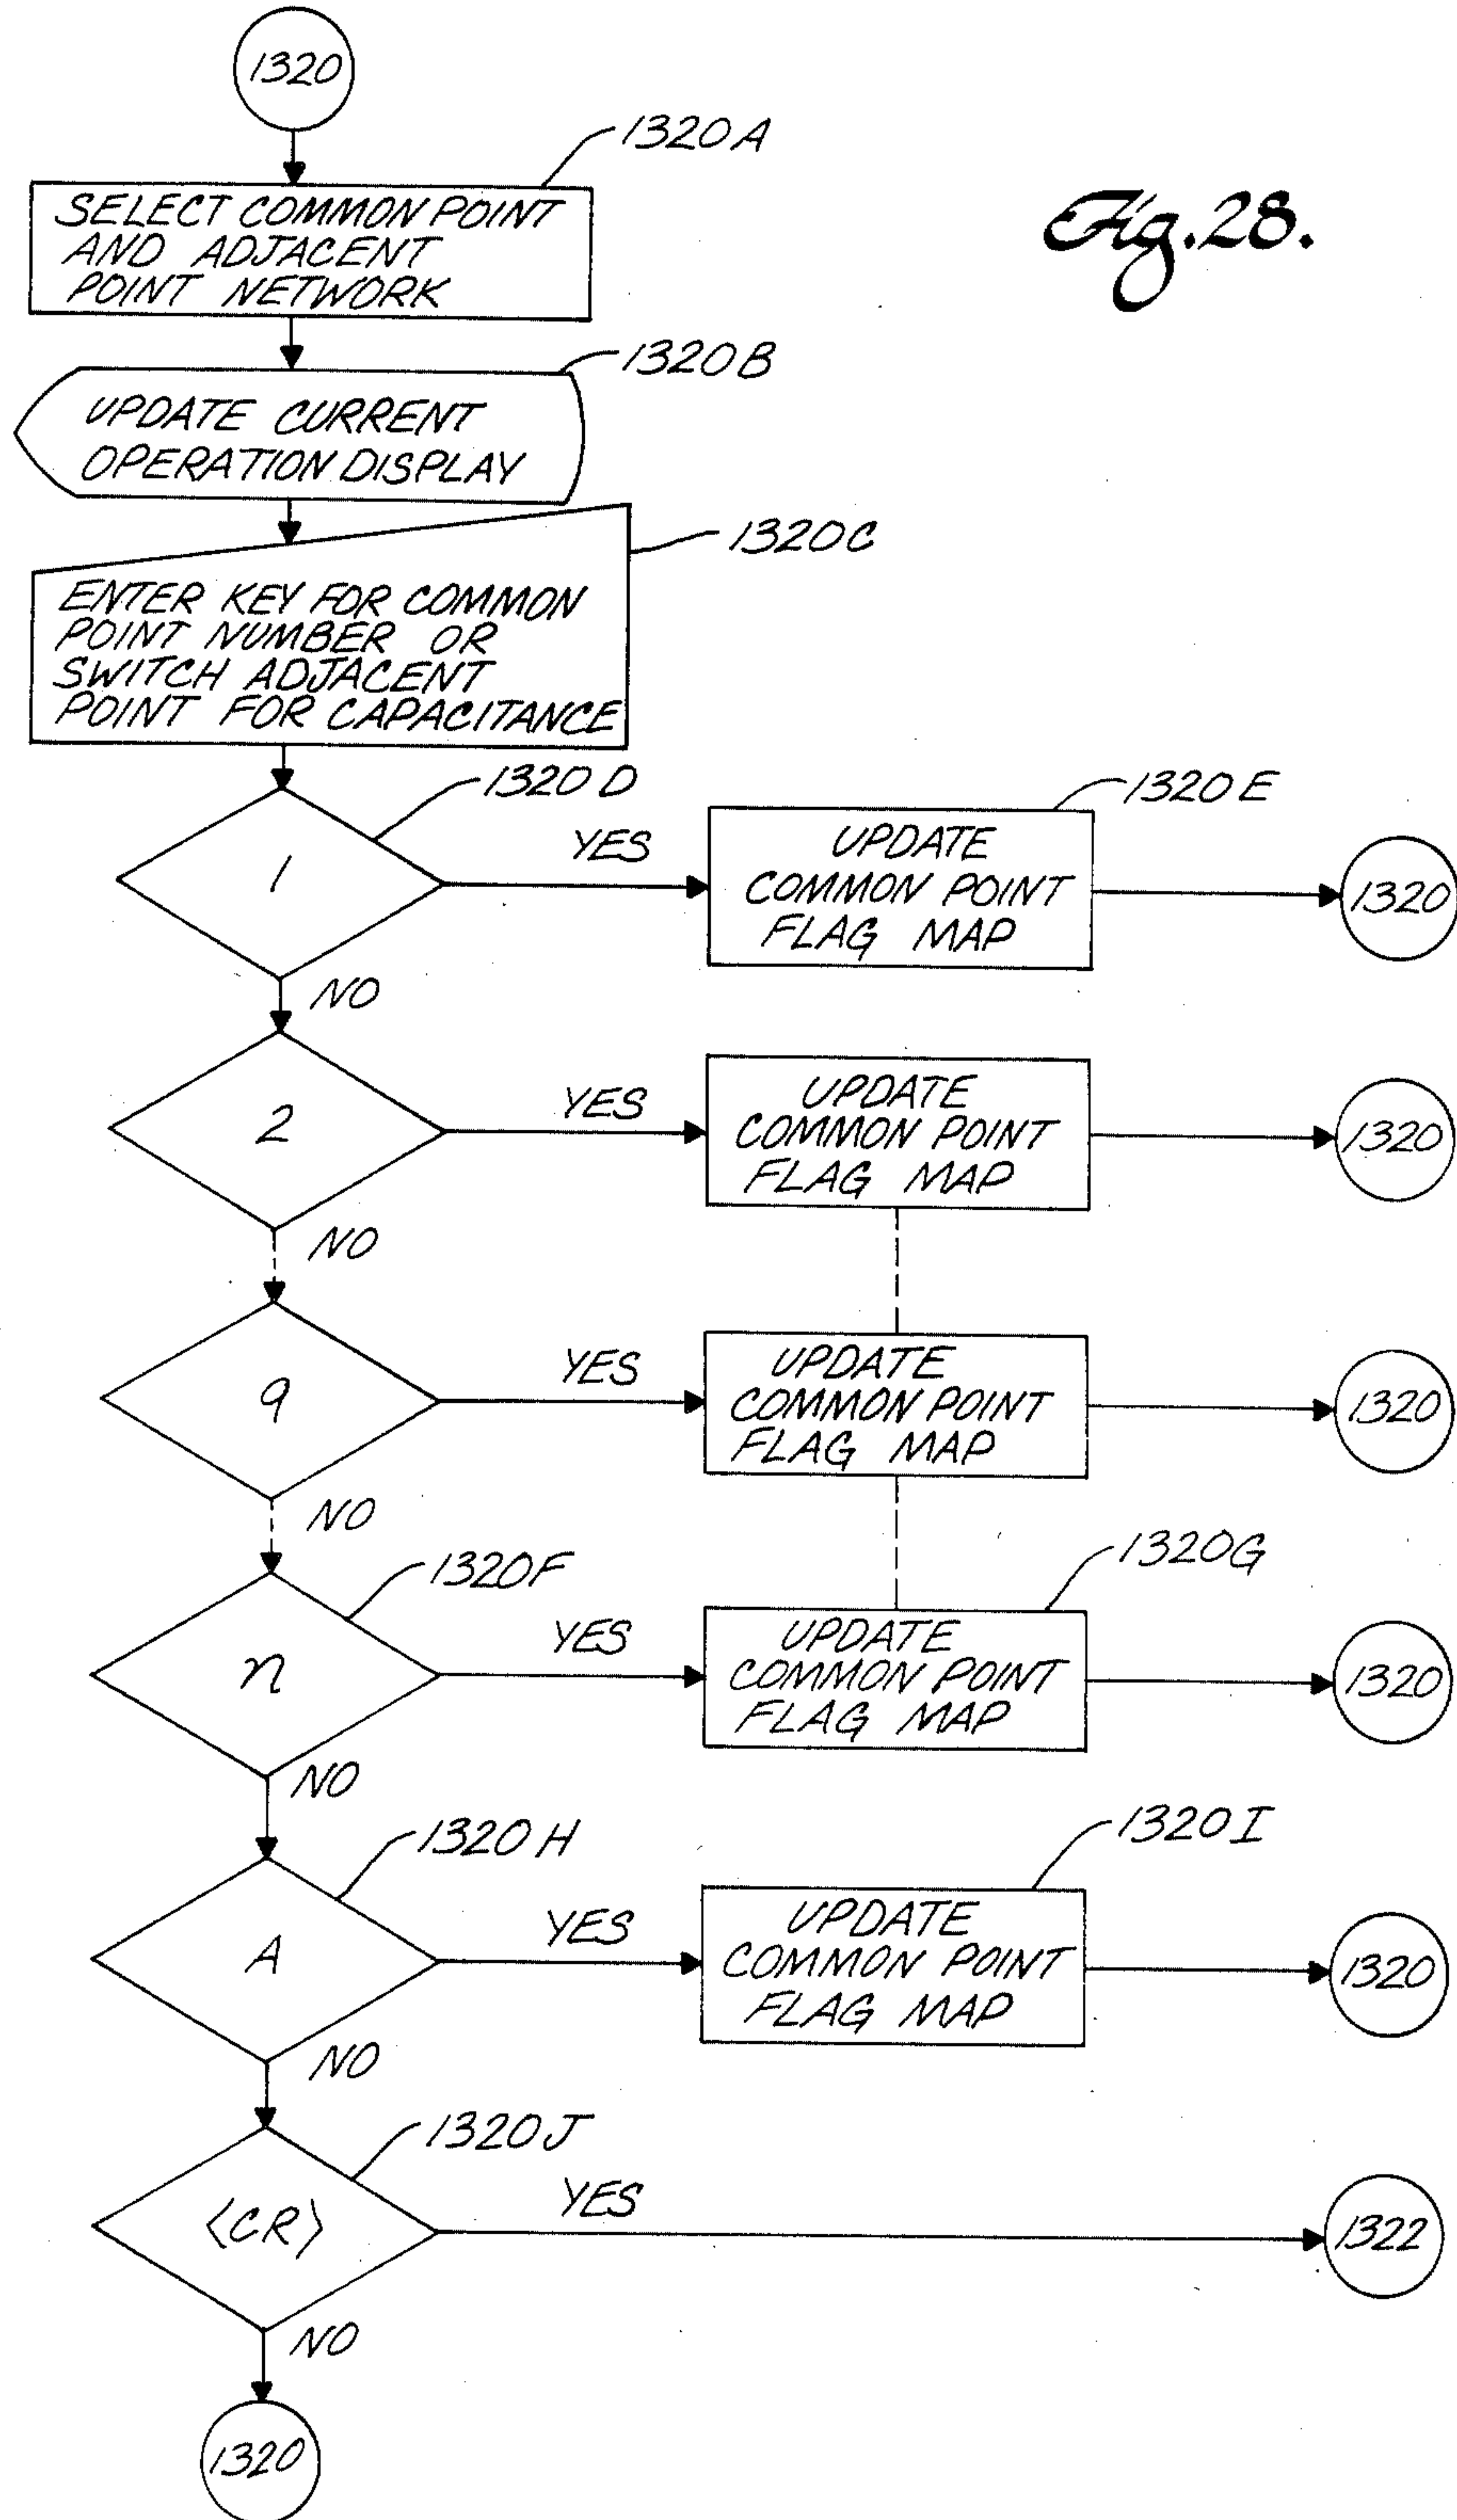 1320
1320A
Fig. 28.
SELECT COMMON POINT
AND ADJACENT
POINT NETWORK
1320B
UPDATE CURRENT
OPERATION DISPLAY
1320C
ENTER KEY FOR COMMON
POINT NUMBER OR
SWITCH ADJACENT
POINT FOR CAPACITANCE
1320D
1
YES
1320E
UPDATE
COMMON POINT
FLAG MAP
1320
NO
2
YES
UPDATE
COMMON POINT
FLAG MAP
1320
NO
9
YES
UPDATE
COMMON POINT
FLAG MAP
1320
NO
1320F
n
YES
1320G
UPDATE
COMMON POINT
FLAG MAP
1320
NO
1320H
A
YES
1320I
UPDATE
COMMON POINT
FLAG MAP
1320
NO
1320J
<CR>
YES
1322
NO
1320